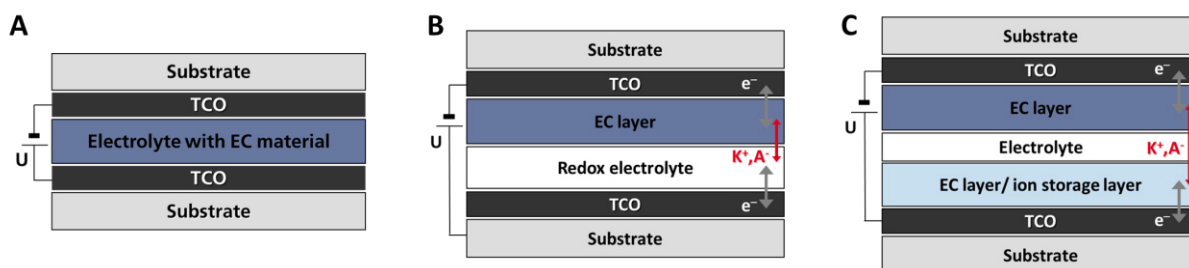 A
Substrate
TCO
Electrolyte with EC material
U
TCO
Substrate
B
Substrate
TCO e⁻
EC layer
U
K⁺,A⁻
Redox electrolyte
TCO e⁻
Substrate
C
Substrate
TCO e⁻
EC layer
U
Electrolyte K⁺,A⁻
EC layer/ ion storage layer
TCO e⁻
Substrate